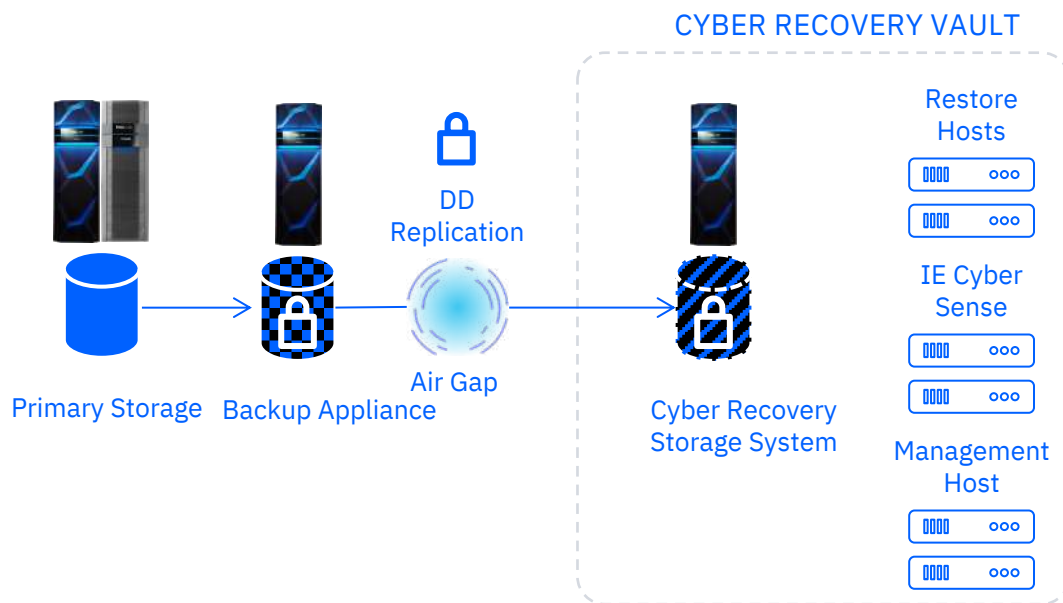 CYBER RECOVERY VAULT
Restore
Hosts
DD
Replication
IE Cyber
Sense
Air Gap
Primary Storage
Backup Appliance
Cyber Recovery
Storage System
Management
Host